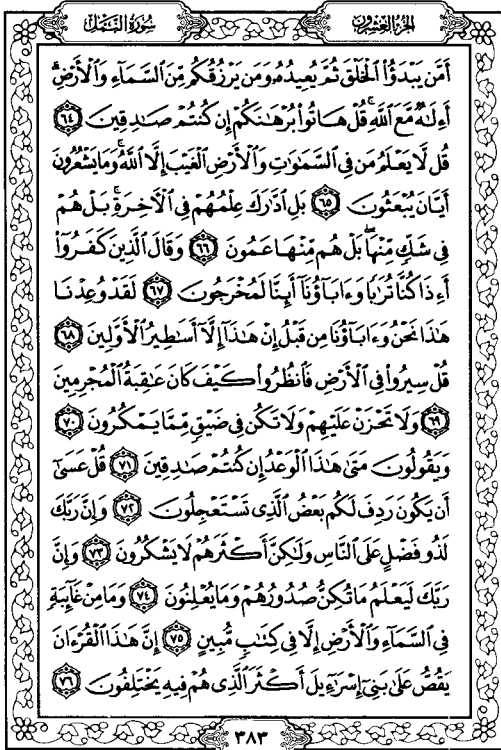 الجزء العشرون
سورة النمل
أَمَّن يَبْدَؤُا۟ ٱلْخَلْقَ ثُمَّ يُعِيدُهُۥ وَمَن يَرْزُقُكُم مِّنَ ٱلسَّمَآءِ وَٱلْأَرْضِ ۗ
أَءِلَٰهٌ مَّعَ ٱللَّهِ ۚ قُلْ هَاتُوا۟ بُرْهَٰنَكُمْ إِن كُنتُمْ صَٰدِقِينَ ٦٤
قُل لَّا يَعْلَمُ مَن فِى ٱلسَّمَٰوَٰتِ وَٱلْأَرْضِ ٱلْغَيْبَ إِلَّا ٱللَّهُ ۚ وَمَا يَشْعُرُونَ
أَيَّانَ يُبْعَثُونَ ٦٥ بَلِ ٱدَّٰرَكَ عِلْمُهُمْ فِى ٱلْءَاخِرَةِ ۚ بَلْ هُمْ
فِى شَكٍّ مِّنْهَا ۖ بَلْ هُم مِّنْهَا عَمُونَ ٦٦ وَقَالَ ٱلَّذِينَ كَفَرُوٓا۟
أَءِذَا كُنَّا تُرَٰبًا وَءَابَآؤُنَآ أَئِنَّا لَمُخْرَجُونَ ٦٧ لَقَدْ وُعِدْنَا
هَٰذَا نَحْنُ وَءَابَآؤُنَا مِن قَبْلُ إِنْ هَٰذَآ إِلَّآ أَسَٰطِيرُ ٱلْأَوَّلِينَ ٦٨
قُلْ سِيرُوا۟ فِى ٱلْأَرْضِ فَٱنظُرُوا۟ كَيْفَ كَانَ عَٰقِبَةُ ٱلْمُجْرِمِينَ
٦٩ وَلَا تَحْزَنْ عَلَيْهِمْ وَلَا تَكُن فِى ضَيْقٍ مِّمَّا يَمْكُرُونَ ٧٠
وَيَقُولُونَ مَتَىٰ هَٰذَا ٱلْوَعْدُ إِن كُنتُمْ صَٰدِقِينَ ٧١ قُلْ عَسَىٰٓ
أَن يَكُونَ رَدِفَ لَكُم بَعْضُ ٱلَّذِى تَسْتَعْجِلُونَ ٧٢ وَإِنَّ رَبَّكَ
لَذُو فَضْلٍ عَلَى ٱلنَّاسِ وَلَٰكِنَّ أَكْثَرَهُمْ لَا يَشْكُرُونَ ٧٣ وَإِنَّ
رَبَّكَ لَيَعْلَمُ مَا تُكِنُّ صُدُورُهُمْ وَمَا يُعْلِنُونَ ٧٤ وَمَا مِنْ غَآئِبَةٍ
فِى ٱلسَّمَآءِ وَٱلْأَرْضِ إِلَّا فِى كِتَٰبٍ مُّبِينٍ ٧٥ إِنَّ هَٰذَا ٱلْقُرْءَانَ
يَقُصُّ عَلَىٰ بَنِىٓ إِسْرَٰٓءِيلَ أَكْثَرَ ٱلَّذِى هُمْ فِيهِ يَخْتَلِفُونَ ٧٦
٣٨٣